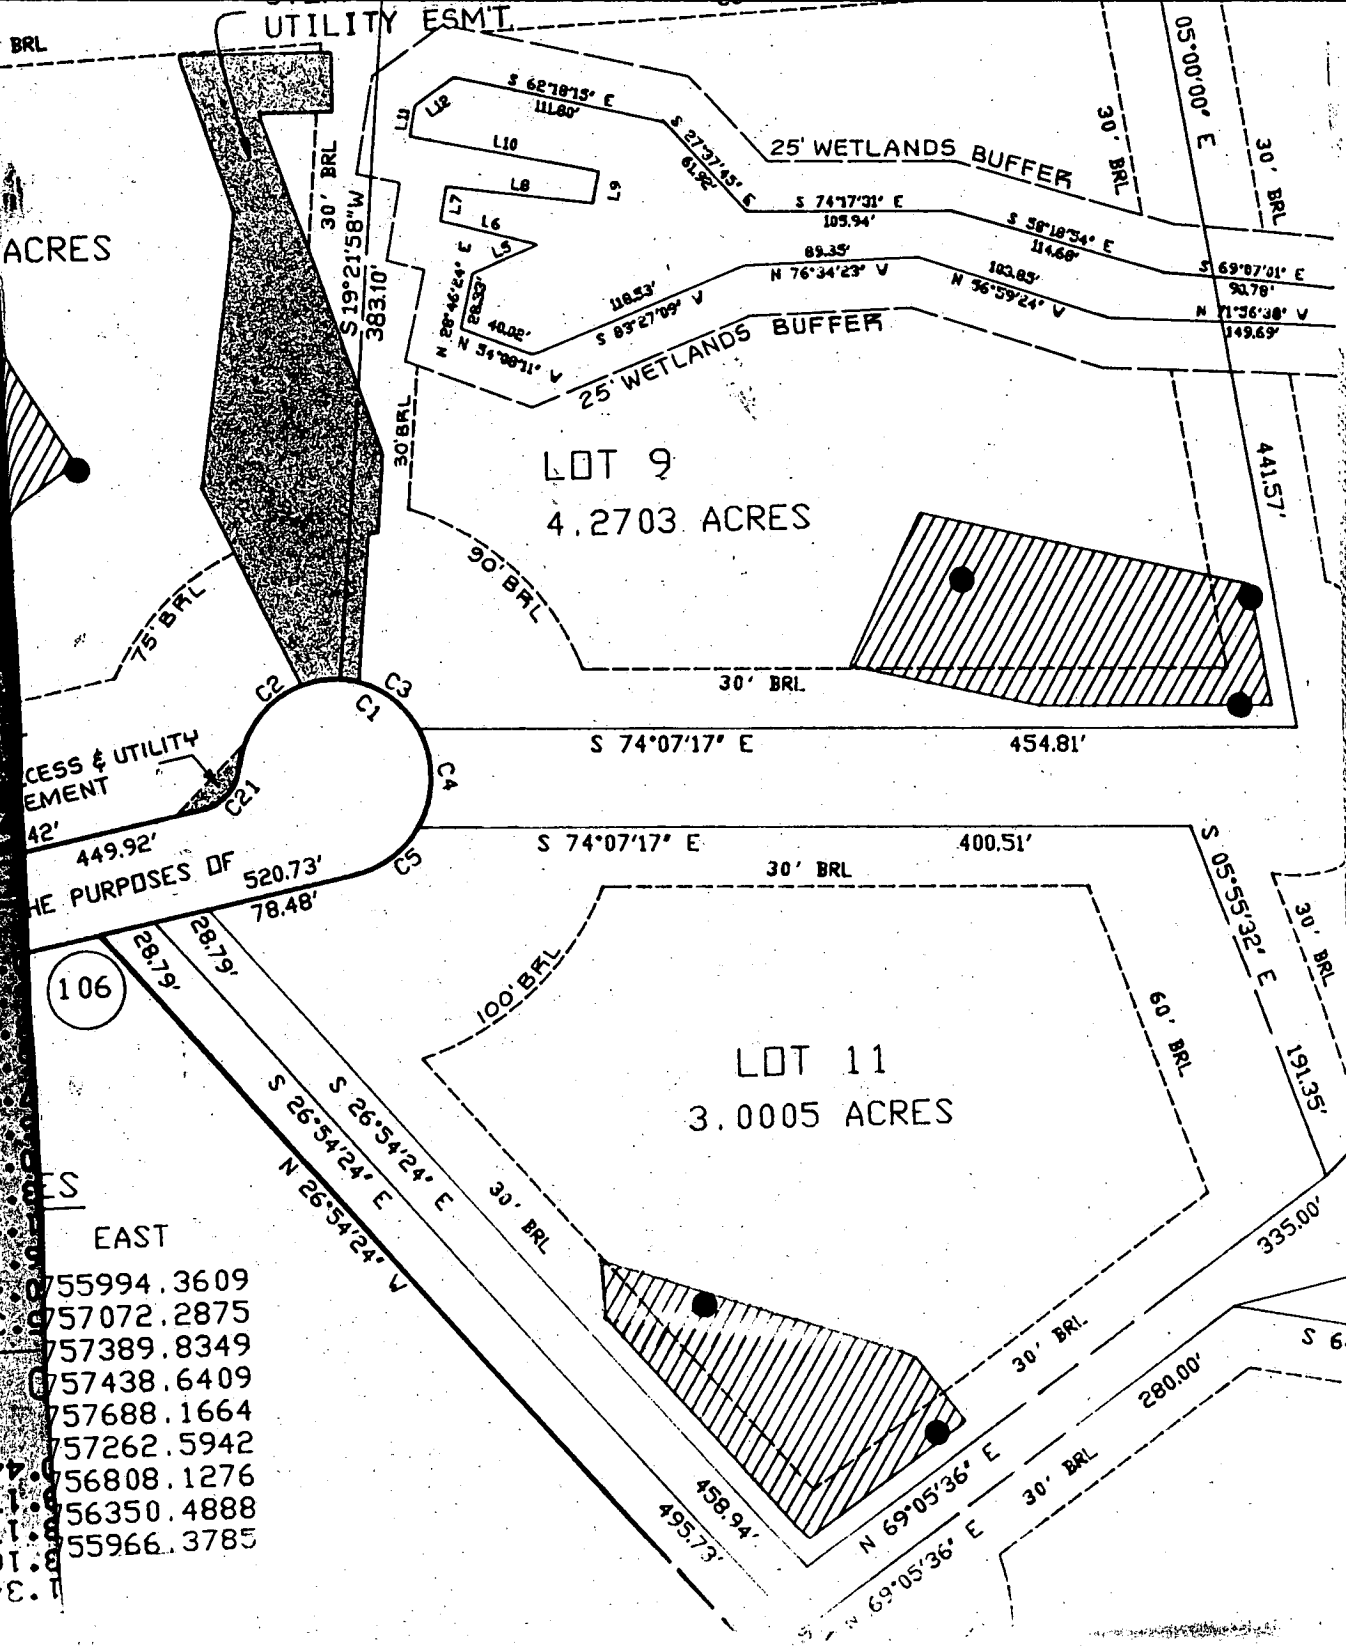 UTILITY ESM'T.
BRL
05°00'00" E
30' BRL
30' BRL
30' BRL
S 19°21'58"W
383.10'
L11
L12
S 62°18'15" E
111.80'
L10
L9
L8
L7
L6
L5
S 27°37'45" E
61.92'
25' WETLANDS BUFFER
S 74°17'31" E
105.94'
S 58°18'54" E
114.68'
S 69°07'01" E
90.78'
89.35'
N 76°34'23" W
103.85'
N 56°59'24" W
N 71°56'38" W
149.69'
N 28°46'24" E
28.33'
40.02'
N 54°08'11" W
118.53'
S 83°27'09" W
25' WETLANDS BUFFER
ACRES
30' BRL
LOT 9
4.2703 ACRES
441.57'
90' BRL
75' BRL
30' BRL
C2
C3
C1
C4
C21
C5
S 74°07'17" E
454.81'
CESS & UTILITY
EMENT
42'
449.92'
HE PURPOSES OF
520.73'
78.48'
S 74°07'17" E
400.51'
30' BRL
S 05°55'32" E
191.35'
30' BRL
28.79'
28.79'
106
100' BRL
60' BRL
LOT 11
3.0005 ACRES
S 26°54'24" E
S 26°54'24" E
N 26°54'24" W
30' BRL
335.00'
30' BRL
280.00'
S 6
30' BRL
458.94'
495.73'
N 69°05'36" E
N 69°05'36" E
ES
EAST
755994.3609
757072.2875
757389.8349
757438.6409
757688.1664
757262.5942
756808.1276
756350.4888
755966.3785